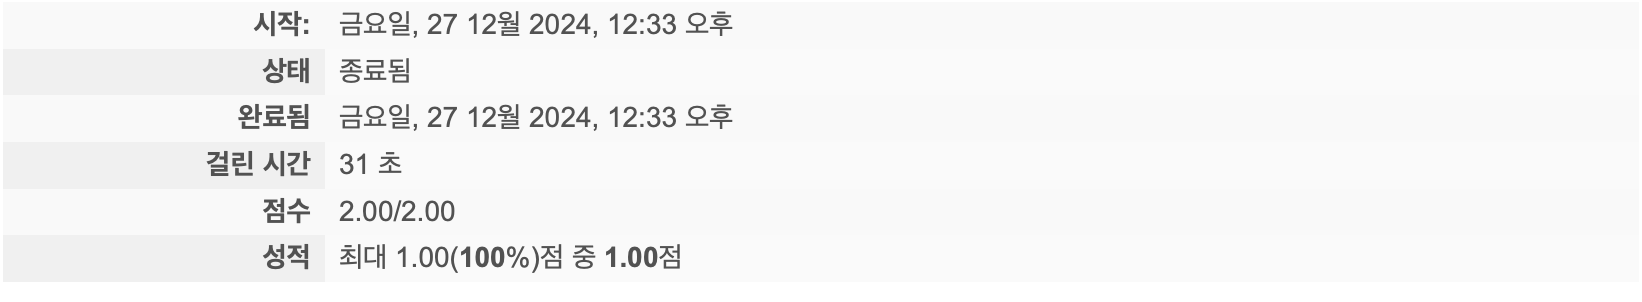 시작: 금요일, 27 12월 2024, 12:33 오후
상태 종료됨
완료됨 금요일, 27 12월 2024, 12:33 오후
걸린 시간 31 초
점수 2.00/2.00
성적 최대 1.00(100%)점 중 1.00점